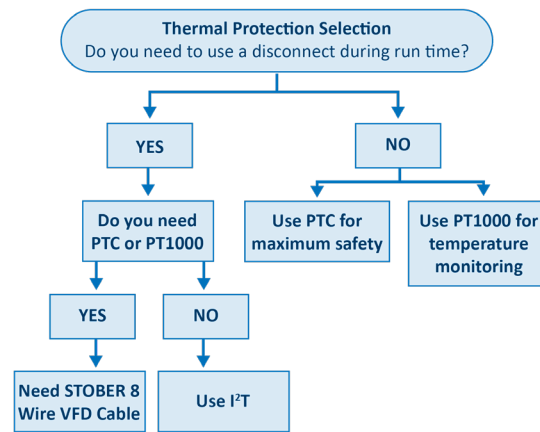 Thermal Protection Selection
Do you need to use a disconnect during run time?
YES
NO
Do you need
PTC or PT1000
Use PTC for
maximum safety
Use PT1000 for
temperature
monitoring
YES
NO
Need STOBER 8
Wire VFD Cable
Use I²T